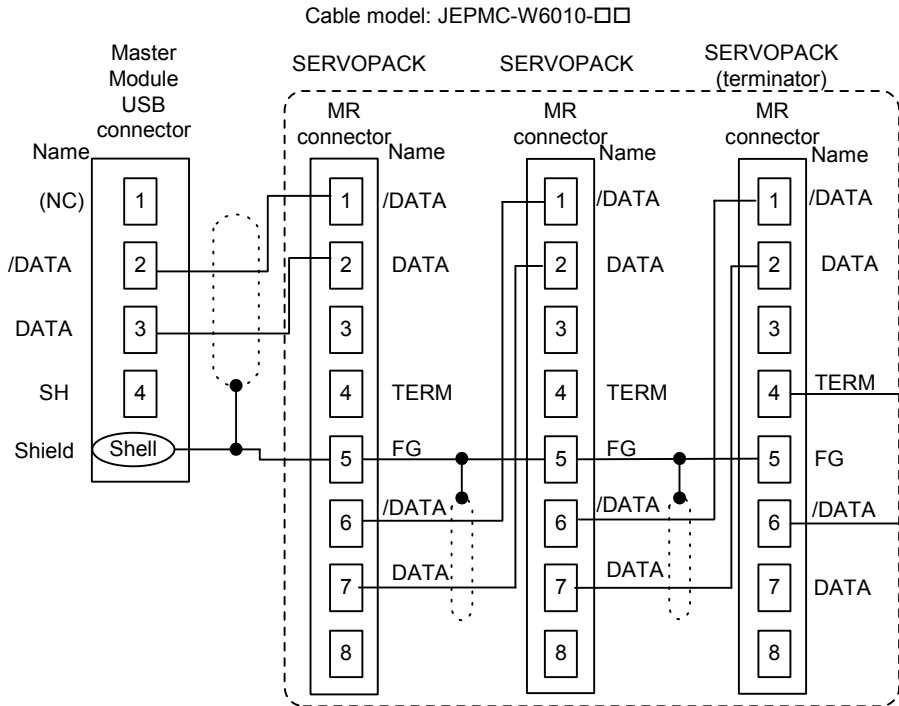 Cable model: JEPMC-W6010-□□
Master
Module
USB
connector
SERVOPACK
SERVOPACK
SERVOPACK
(terminator)
MR
connector
MR
connector
MR
connector
Name
Name
Name
Name
(NC) 1 1 /DATA 1 /DATA 1 /DATA
/DATA 2 2 DATA 2 DATA 2 DATA
DATA 3 3 3 3
SH 4 4 TERM 4 TERM 4 TERM
Shield Shell 5 FG 5 FG 5 FG
6 /DATA 6 /DATA 6 /DATA
7 DATA 7 DATA 7 DATA
8 8 8